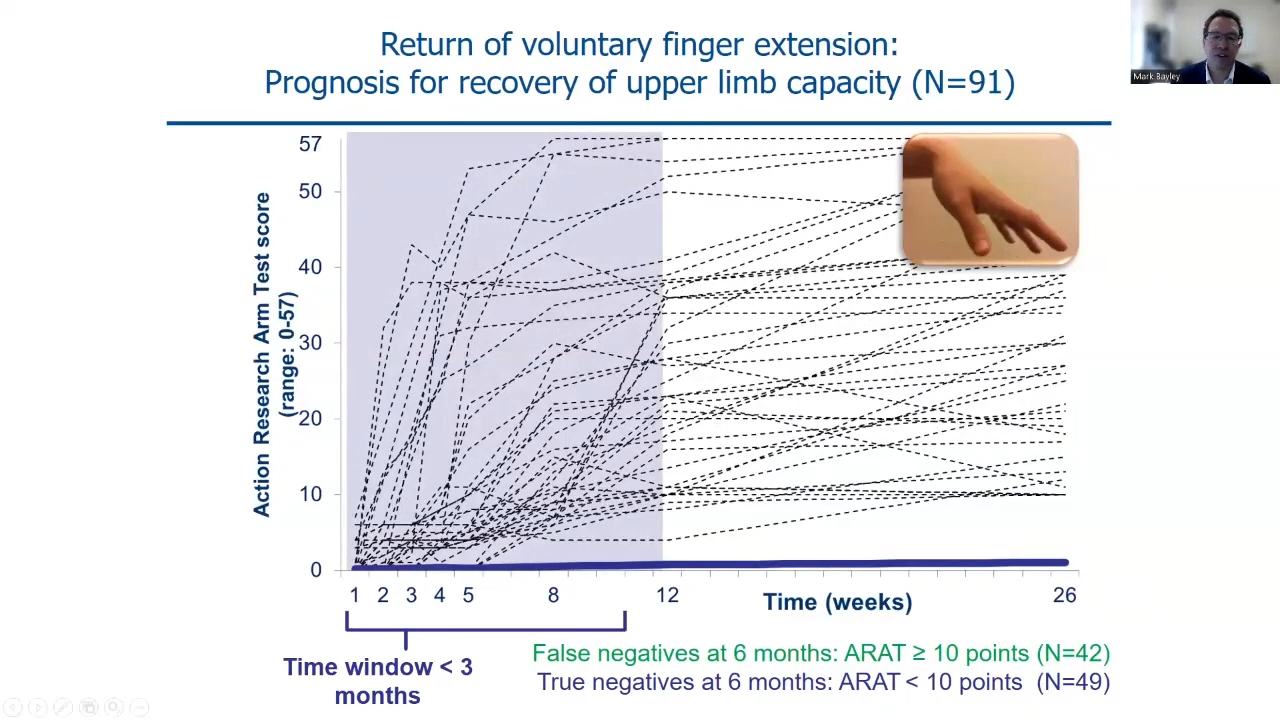 Return of voluntary finger extension:
Prognosis for recovery of upper limb capacity (N=91)
Mark Bayley
Action Research Arm Test score
(range: 0-57)
57
50
40
30
20
10
0
1 2 3 4 5 8 12 26
Time (weeks)
Time window < 3
months
False negatives at 6 months: ARAT ≥ 10 points (N=42)
True negatives at 6 months: ARAT < 10 points (N=49)